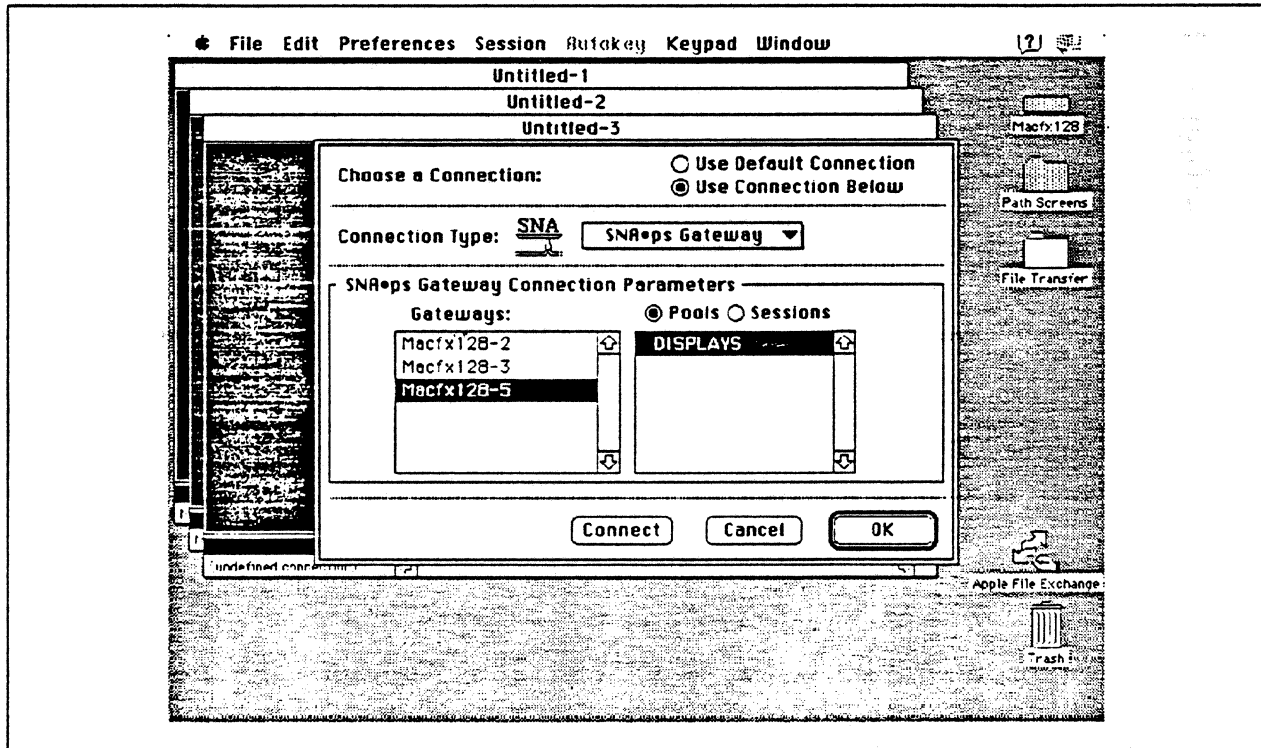 File Edit Preferences Session Autokey Keypad Window
Untitled-1
Untitled-2
Untitled-3
Macfx128
Path Screens
File Transfer
Choose a Connection:
Use Default Connection
Use Connection Below
Connection Type: SNA SNA•ps Gateway
SNA•ps Gateway Connection Parameters
Gateways:
Pools Sessions
Macfx128-2
Macfx128-3
Macfx128-5
DISPLAYS
Connect Cancel OK
undefined
Apple File Exchange
Trash